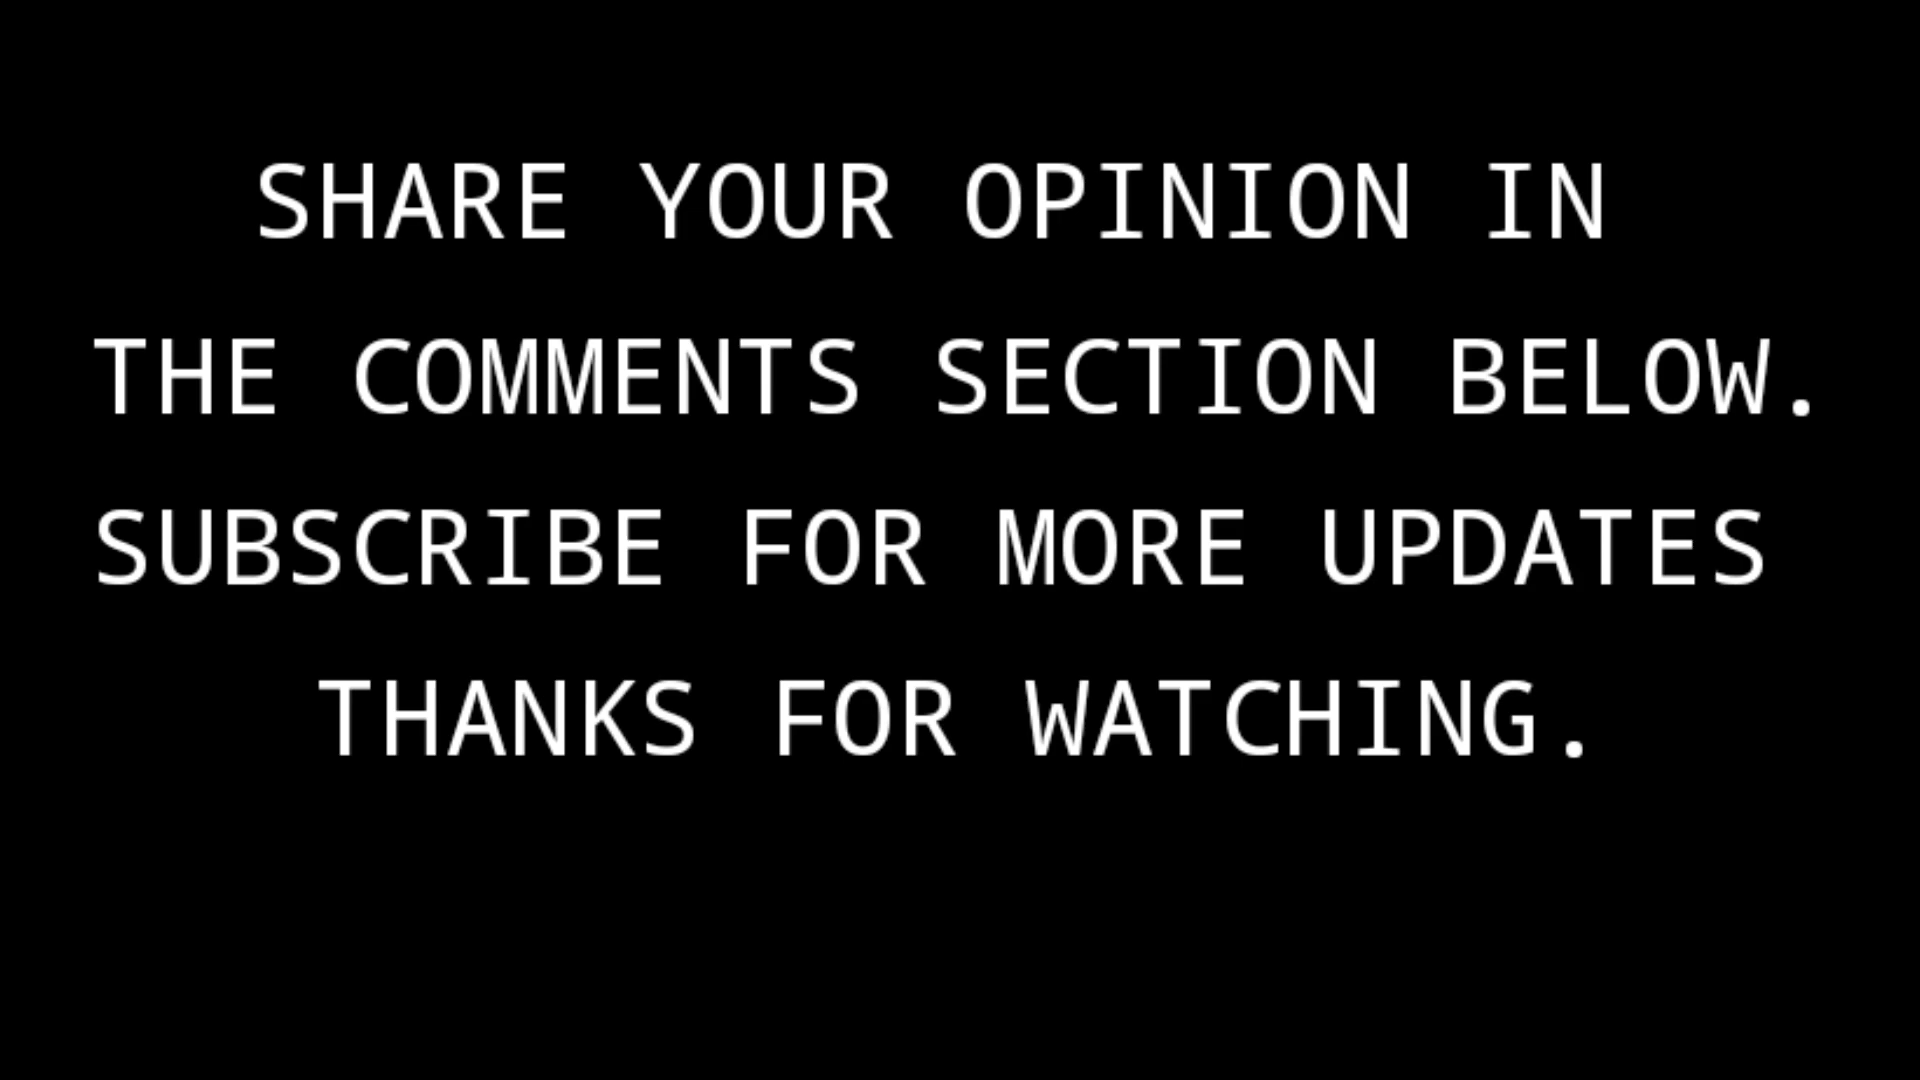 SHARE YOUR OPINION IN
THE COMMENTS SECTION BELOW.
SUBSCRIBE FOR MORE UPDATES
THANKS FOR WATCHING.